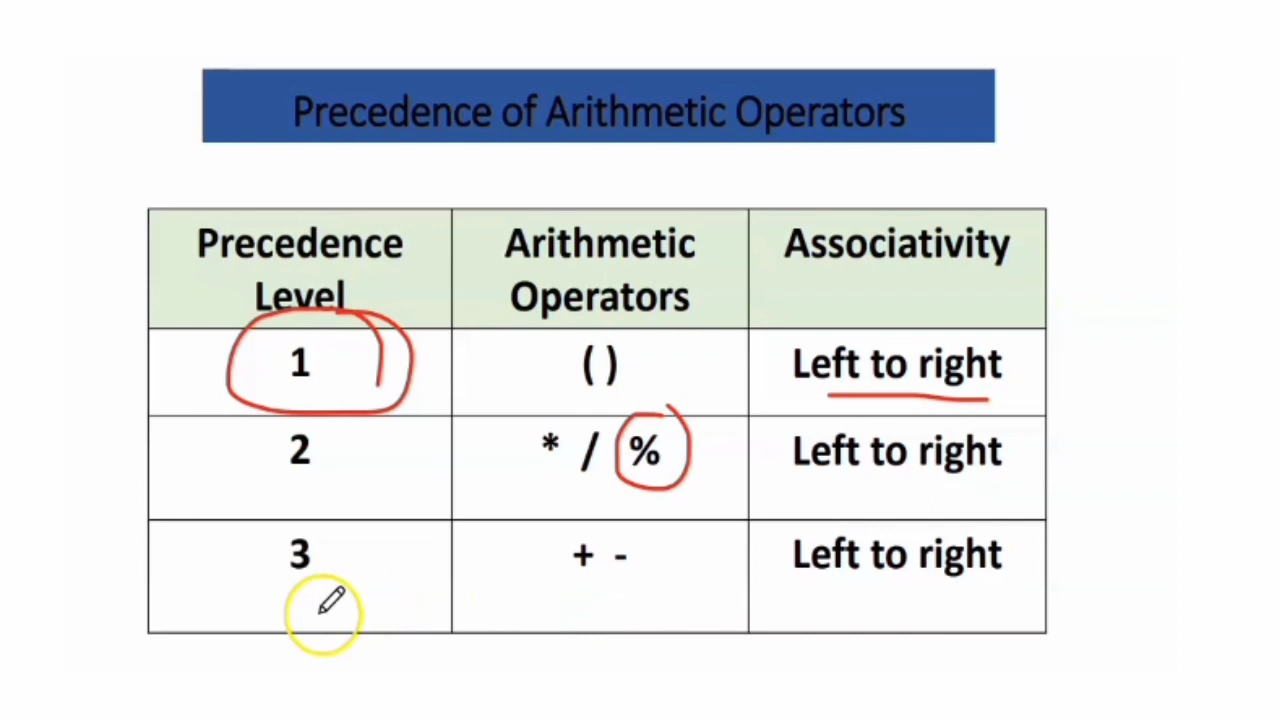 Precedence of Arithmetic Operators
Precedence Level Arithmetic Operators Associativity
1 ( ) Left to right
2 * / % Left to right
3 + - Left to right